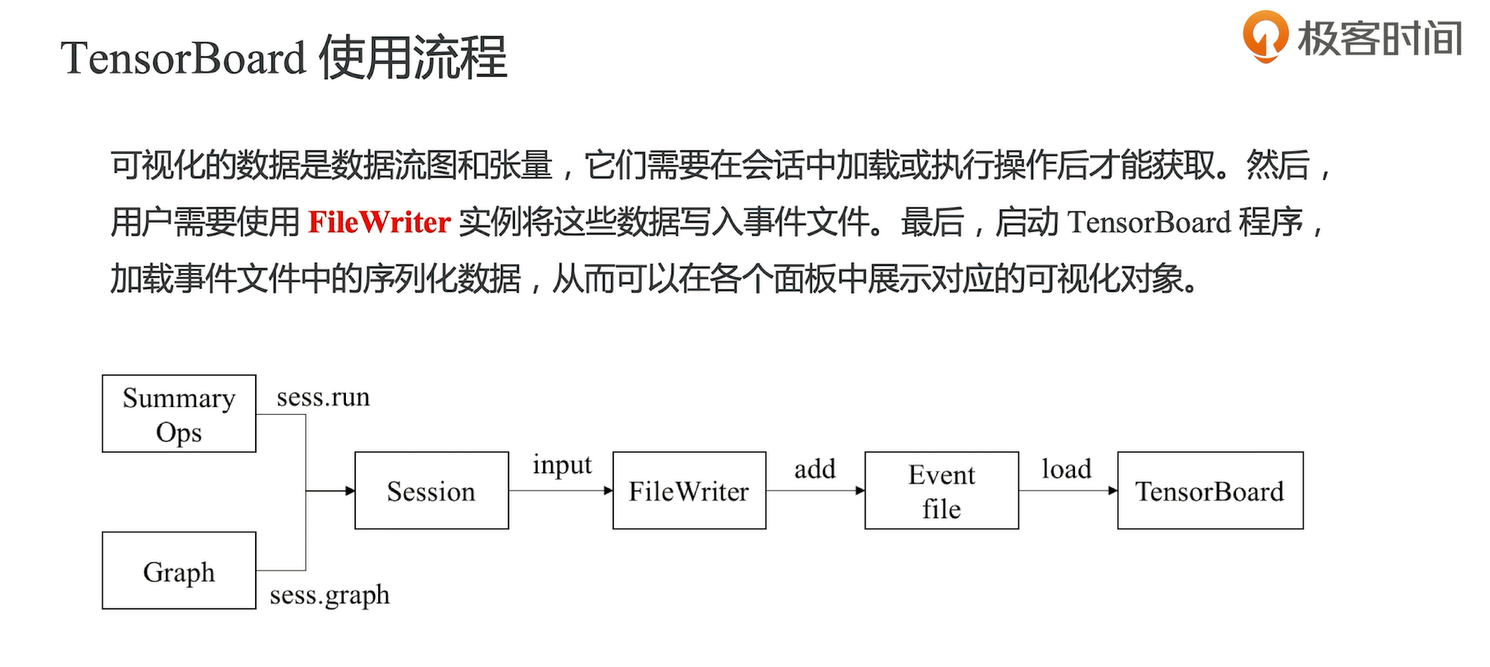 TensorBoard 使用流程
极客时间
可视化的数据是数据流图和张量，它们需要在会话中加载或执行操作后才能获取。然后，
用户需要使用 FileWriter 实例将这些数据写入事件文件。最后，启动 TensorBoard 程序，
加载事件文件中的序列化数据，从而可以在各个面板中展示对应的可视化对象。
Summary
Ops
sess.run
Session
input
FileWriter
add
Event
file
load
TensorBoard
Graph
sess.graph